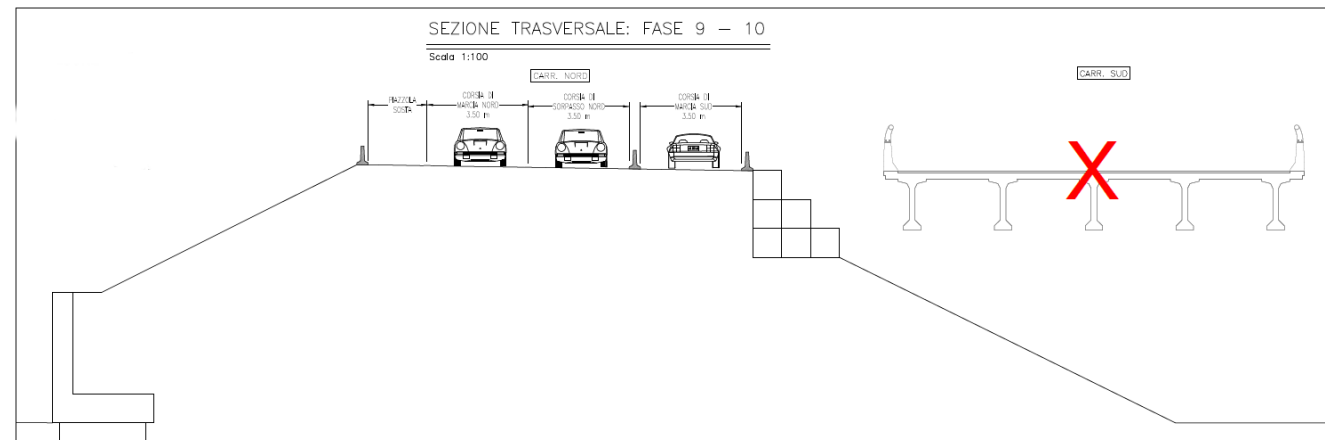 SEZIONE TRASVERSALE: FASE 9 - 10
Scala 1:100
CARR. NORD
CARR. SUD
PIAZZOLA
SOSTA
CORSIA DI
MARCIA NORD
3.50 m
CORSIA DI
SORPASSO NORD
3.50 m
CORSIA DI
MARCIA SUD
3.50 m
X